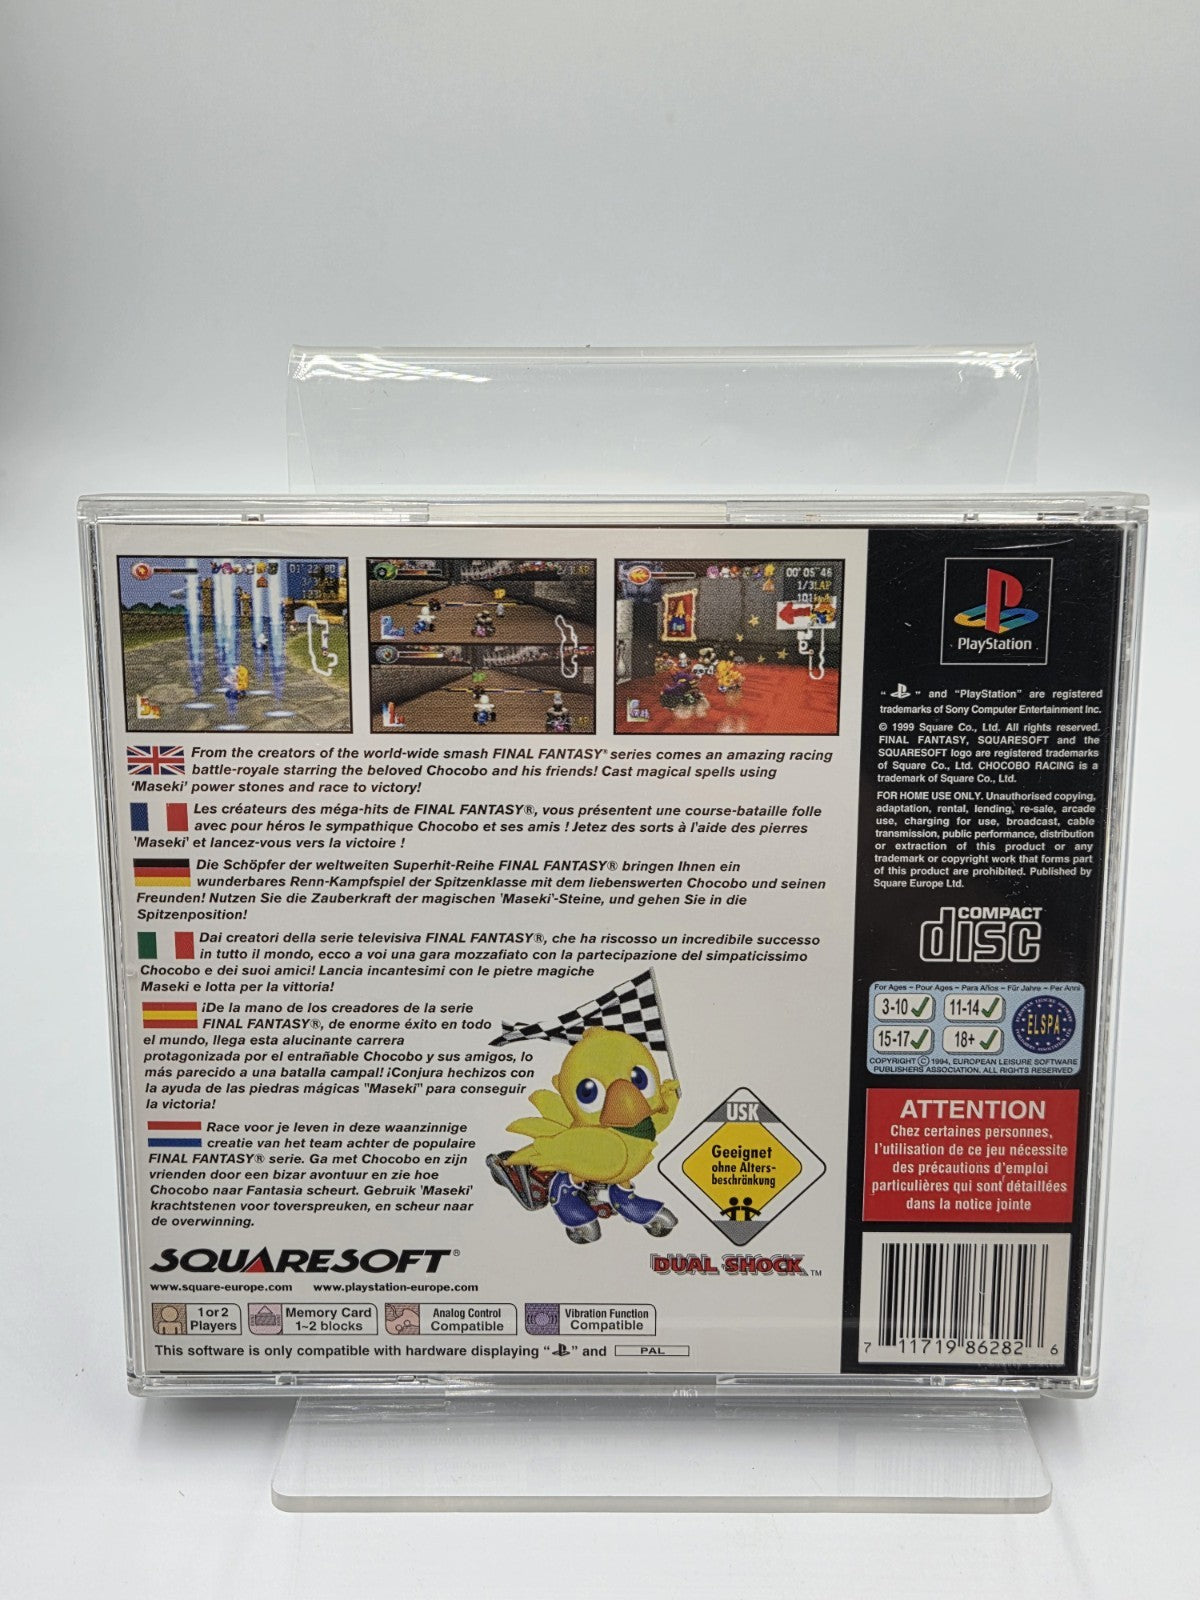 01'22"80
3/3LAP
2/3LAP
00'05"46
1/3LAP
From the creators of the world-wide smash FINAL FANTASY® series comes an amazing racing
battle-royale starring the beloved Chocobo and his friends! Cast magical spells using
'Maseki' power stones and race to victory!
Les créateurs des méga-hits de FINAL FANTASY®, vous présentent une course-bataille folle
avec pour héros le sympathique Chocobo et ses amis ! Jetez des sorts à l'aide des pierres
'Maseki' et lancez-vous vers la victoire !
Die Schöpfer der weltweiten Superhit-Reihe FINAL FANTASY® bringen Ihnen ein
wunderbares Renn-Kampfspiel der Spitzenklasse mit dem liebenswerten Chocobo und seinen
Freunden! Nutzen Sie die Zauberkraft der magischen 'Maseki'-Steine, und gehen Sie in die
Spitzenposition!
Dai creatori della serie televisiva FINAL FANTASY®, che ha riscosso un incredibile successo
in tutto il mondo, ecco a voi una gara mozzafiato con la partecipazione del simpaticissimo
Chocobo e dei suoi amici! Lancia incantesimi con le pietre magiche
Maseki e lotta per la vittoria!
¡De la mano de los creadores de la serie
FINAL FANTASY®, de enorme éxito en todo
el mundo, llega esta alucinante carrera
protagonizada por el entrañable Chocobo y sus amigos, lo
más parecido a una batalla campal! ¡Conjura hechizos con
la ayuda de las piedras mágicas "Maseki" para conseguir
la victoria!
Race voor je leven in deze waanzinnige
creatie van het team achter de populaire
FINAL FANTASY® serie. Ga met Chocobo en zijn
vrienden door een bizar avontuur en zie hoe
Chocobo naar Fantasia scheurt. Gebruik 'Maseki'
krachtstenen voor toverspreuken, en scheur naar
de overwinning.
USK
Geeignet
ohne Alters-
beschränkung
SQUARESOFT®
www.square-europe.com www.playstation-europe.com
DUAL SHOCK™
1 or 2
Players
Memory Card
1~2 blocks
Analog Control
Compatible
Vibration Function
Compatible
This software is only compatible with hardware displaying " " and PAL
PlayStation
" " and "PlayStation" are registered
trademarks of Sony Computer Entertainment Inc.
© 1999 Square Co., Ltd. All rights reserved.
FINAL FANTASY, SQUARESOFT and the
SQUARESOFT logo are registered trademarks
of Square Co., Ltd. CHOCOBO RACING is a
trademark of Square Co., Ltd.
FOR HOME USE ONLY. Unauthorised copying,
adaptation, rental, lending, re-sale, arcade
use, charging for use, broadcast, cable
transmission, public performance, distribution
or extraction of this product or any
trademark or copyright work that forms part
of this product are prohibited. Published by
Square Europe Ltd.
COMPACT
disc
For Ages - Pour Ages - Para Años - Für Jahre - Per Anni
3-10 11-14
15-17 18+
ELSPA
COPYRIGHT © 1994, EUROPEAN LEISURE SOFTWARE
PUBLISHERS ASSOCIATION. ALL RIGHTS RESERVED
ATTENTION
Chez certaines personnes,
l'utilisation de ce jeu nécessite
des précautions d'emploi
particulières qui sont détaillées
dans la notice jointe
7 11719 86282 6